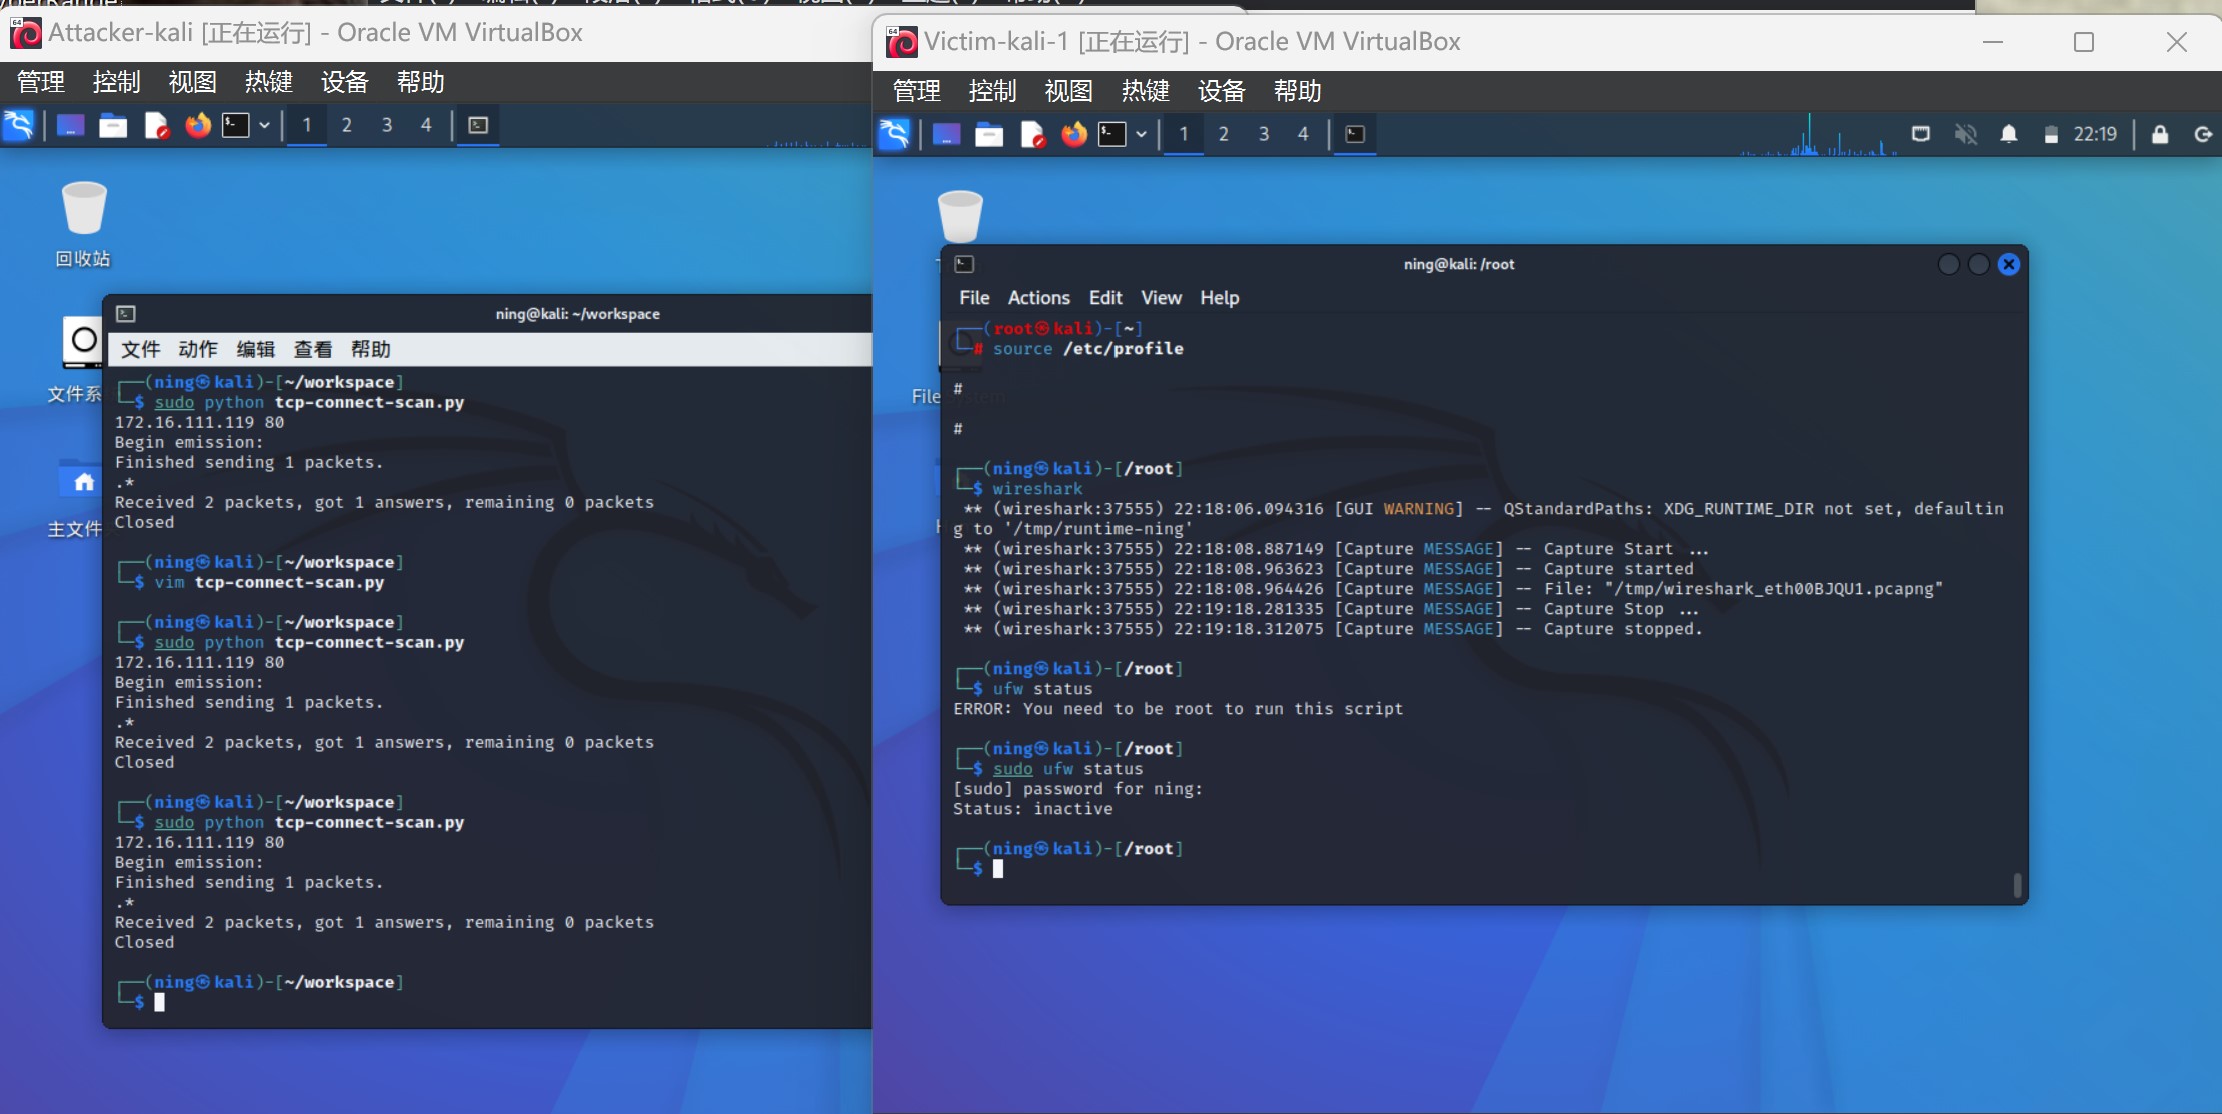 Attacker-kali [正在运行] - Oracle VM VirtualBox
管理 控制 视图 热键 设备 帮助
1 2 3 4
回收站
文件系
主文件
ning@kali: ~/workspace
文件 动作 编辑 查看 帮助
┌──(ning㉿kali)-[~/workspace]
└─$ sudo python tcp-connect-scan.py
172.16.111.119 80
Begin emission:
Finished sending 1 packets.
.*
Received 2 packets, got 1 answers, remaining 0 packets
Closed
┌──(ning㉿kali)-[~/workspace]
└─$ vim tcp-connect-scan.py
┌──(ning㉿kali)-[~/workspace]
└─$ sudo python tcp-connect-scan.py
172.16.111.119 80
Begin emission:
Finished sending 1 packets.
.*
Received 2 packets, got 1 answers, remaining 0 packets
Closed
┌──(ning㉿kali)-[~/workspace]
└─$ sudo python tcp-connect-scan.py
172.16.111.119 80
Begin emission:
Finished sending 1 packets.
.*
Received 2 packets, got 1 answers, remaining 0 packets
Closed
┌──(ning㉿kali)-[~/workspace]
└─$
Victim-kali-1 [正在运行] - Oracle VM VirtualBox
管理 控制 视图 热键 设备 帮助
1 2 3 4 22:19
ning@kali: /root
File Actions Edit View Help
┌──(root㉿kali)-[~]
└─# source /etc/profile
#
#
┌──(ning㉿kali)-[/root]
└─$ wireshark
** (wireshark:37555) 22:18:06.094316 [GUI WARNING] -- QStandardPaths: XDG_RUNTIME_DIR not set, defaultin
g to '/tmp/runtime-ning'
** (wireshark:37555) 22:18:08.887149 [Capture MESSAGE] -- Capture Start ...
** (wireshark:37555) 22:18:08.963623 [Capture MESSAGE] -- Capture started
** (wireshark:37555) 22:18:08.964426 [Capture MESSAGE] -- File: "/tmp/wireshark_eth00BJQU1.pcapng"
** (wireshark:37555) 22:19:18.281335 [Capture MESSAGE] -- Capture Stop ...
** (wireshark:37555) 22:19:18.312075 [Capture MESSAGE] -- Capture stopped.
┌──(ning㉿kali)-[/root]
└─$ ufw status
ERROR: You need to be root to run this script
┌──(ning㉿kali)-[/root]
└─$ sudo ufw status
[sudo] password for ning:
Status: inactive
┌──(ning㉿kali)-[/root]
└─$